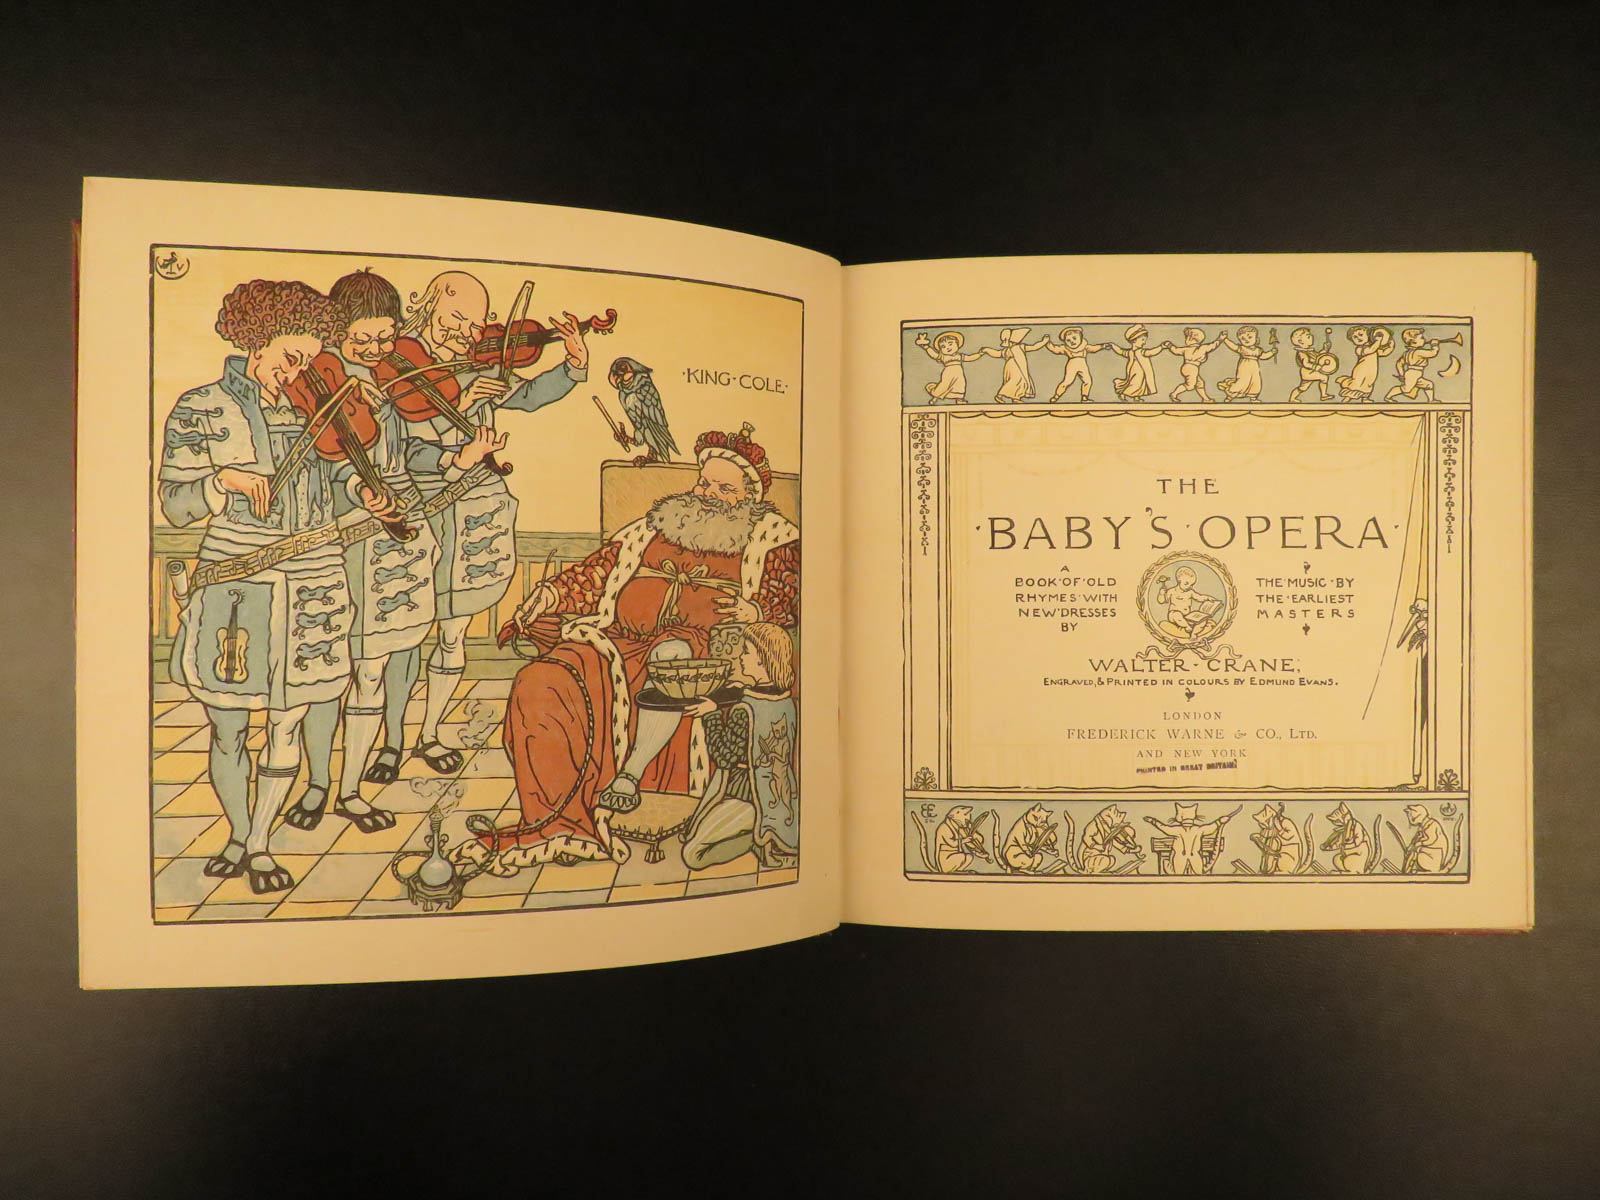 ·KING·COLE·
THE
·BABY'S·OPERA·
A
BOOK·OF·OLD
RHYMES·WITH
NEW·DRESSES
BY
THE·MUSIC·BY
THE·EARLIEST
MASTERS
WALTER·CRANE.
ENGRAVED, & PRINTED IN COLOURS BY EDMUND EVANS.
LONDON
FREDERICK WARNE & CO., LTD.
AND NEW YORK
PRINTED IN GREAT BRITAIN